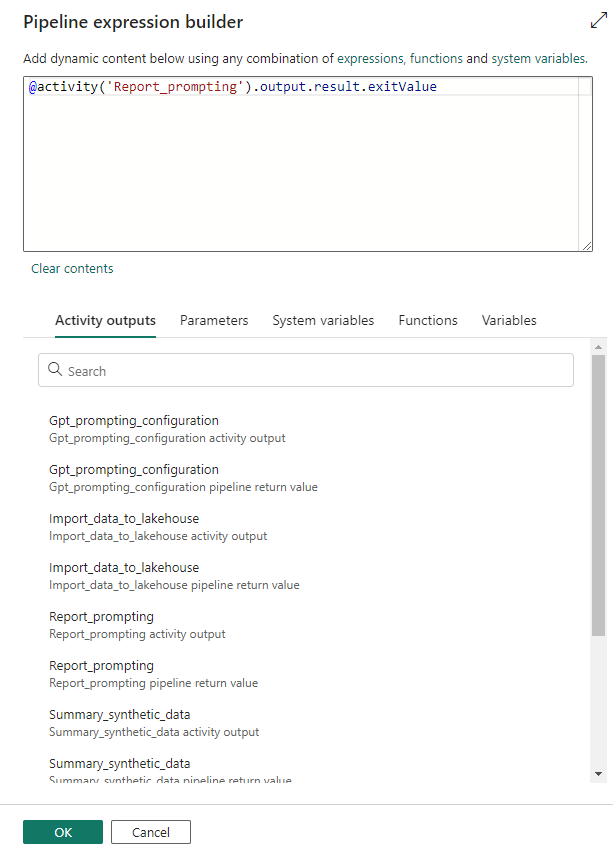 Pipeline expression builder
Add dynamic content below using any combination of expressions, functions and system variables.
@activity('Report_prompting').output.result.exitValue
Clear contents
Activity outputs Parameters System variables Functions Variables
Search
Gpt_prompting_configuration
Gpt_prompting_configuration activity output
Gpt_prompting_configuration
Gpt_prompting_configuration pipeline return value
Import_data_to_lakehouse
Import_data_to_lakehouse activity output
Import_data_to_lakehouse
Import_data_to_lakehouse pipeline return value
Report_prompting
Report_prompting activity output
Report_prompting
Report_prompting pipeline return value
Summary_synthetic_data
Summary_synthetic_data activity output
Summary_synthetic_data
Summary_synthetic_data pipeline return value
OK Cancel